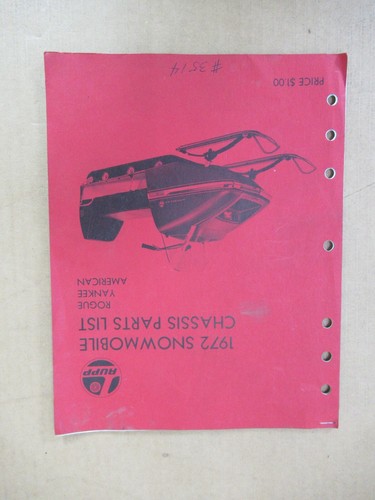 RUPP
1972 SNOWMOBILE
CHASSIS PARTS LIST
ROGUE
YANKEE
AMERICAN
PRICE $1.00
#3514